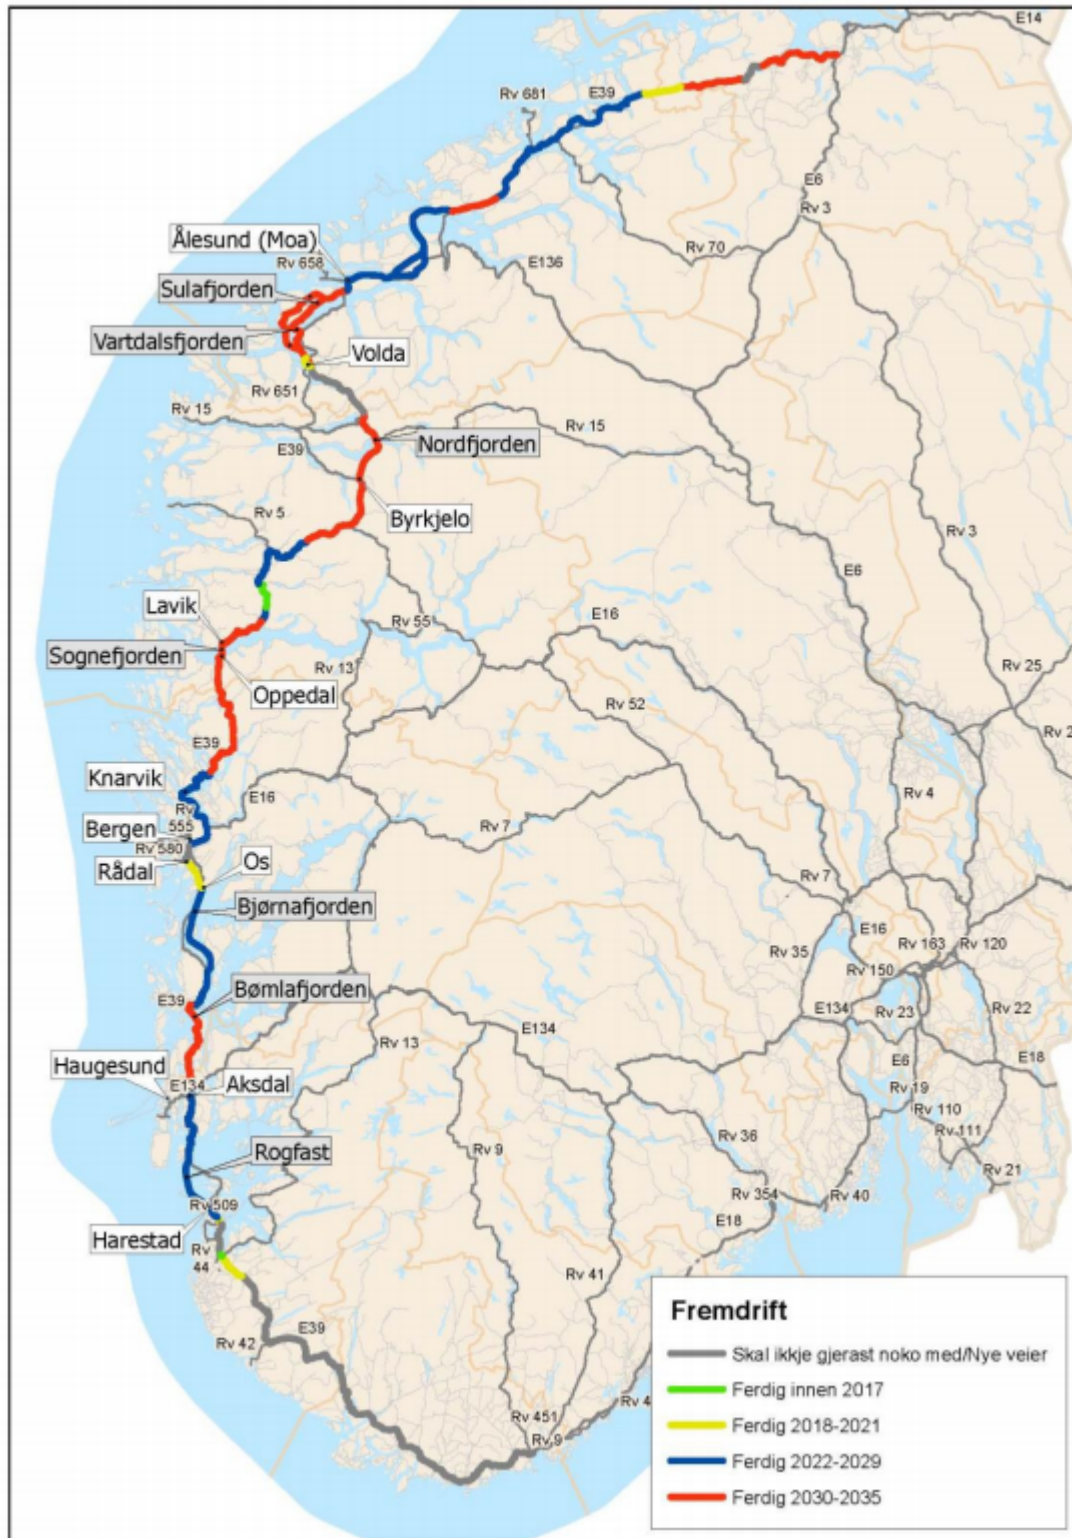 E14
Rv 681
E39
E6
Rv 3
Ålesund (Moa)
Rv 658
Rv 70
E136
Sulafjorden
Vartdalsfjorden
Volda
Rv 651
Rv 15
Rv 15
Nordfjorden
E39
Byrkjelo
Rv 5
Rv 3
E6
Lavik
E16
Rv 55
Sognefjorden
Rv 13
Rv 25
Oppedal
Rv 52
Rv 2
E39
Knarvik
E16
Rv 4
Rv
555
Bergen
Rv 7
Rv 580
Os
Rådal
Rv 7
Bjørnafjorden
E16
Rv 163
Rv 120
Rv 35
Rv 150
E39
Bømlafjorden
E134
Rv 23
Rv 22
E134
Rv 13
Haugesund
E6
E18
E134
Aksdal
Rv 19
Rv 110
Rv 111
Rv 36
Rogfast
Rv 9
Rv 21
Rv 354
Rv 40
Rv 509
Harestad
E18
Rv
44
Rv 41
E39
Rv 42
Rv 4
Rv 451
Rv 9
Fremdrift
Skal ikkje gjerast noko med/Nye veier
Ferdig innen 2017
Ferdig 2018-2021
Ferdig 2022-2029
Ferdig 2030-2035